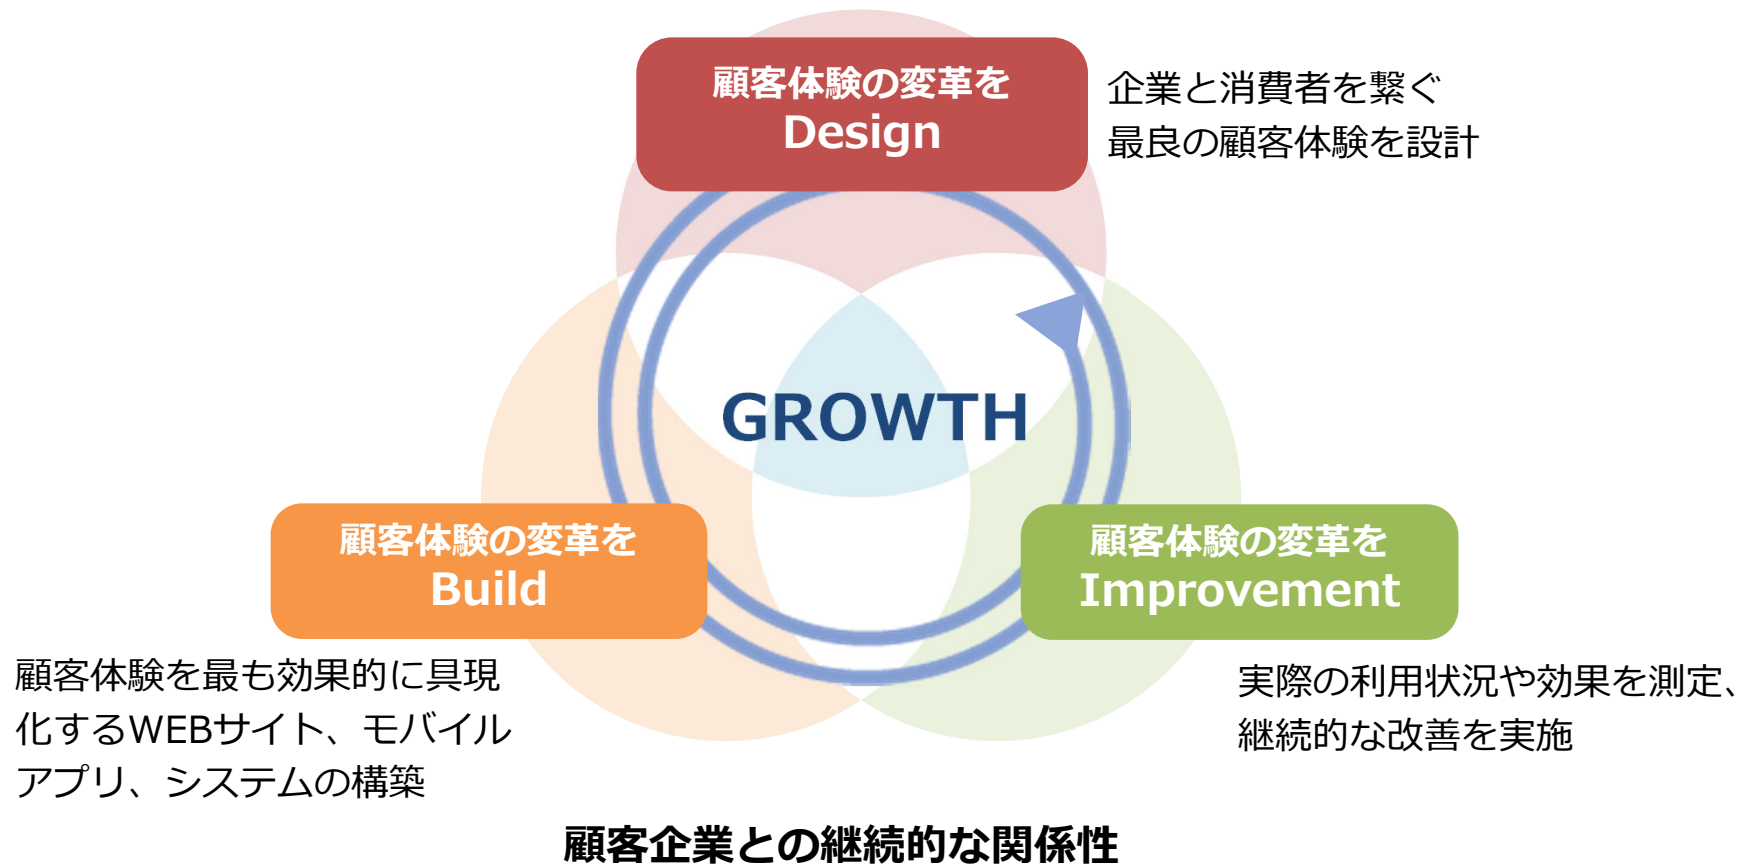 顧客体験の変革を
Design
企業と消費者を繋ぐ
最良の顧客体験を設計
GROWTH
顧客体験の変革を
Build
顧客体験の変革を
Improvement
顧客体験を最も効果的に具現
化するWEBサイト、モバイル
アプリ、システムの構築
実際の利用状況や効果を測定、
継続的な改善を実施
顧客企業との継続的な関係性